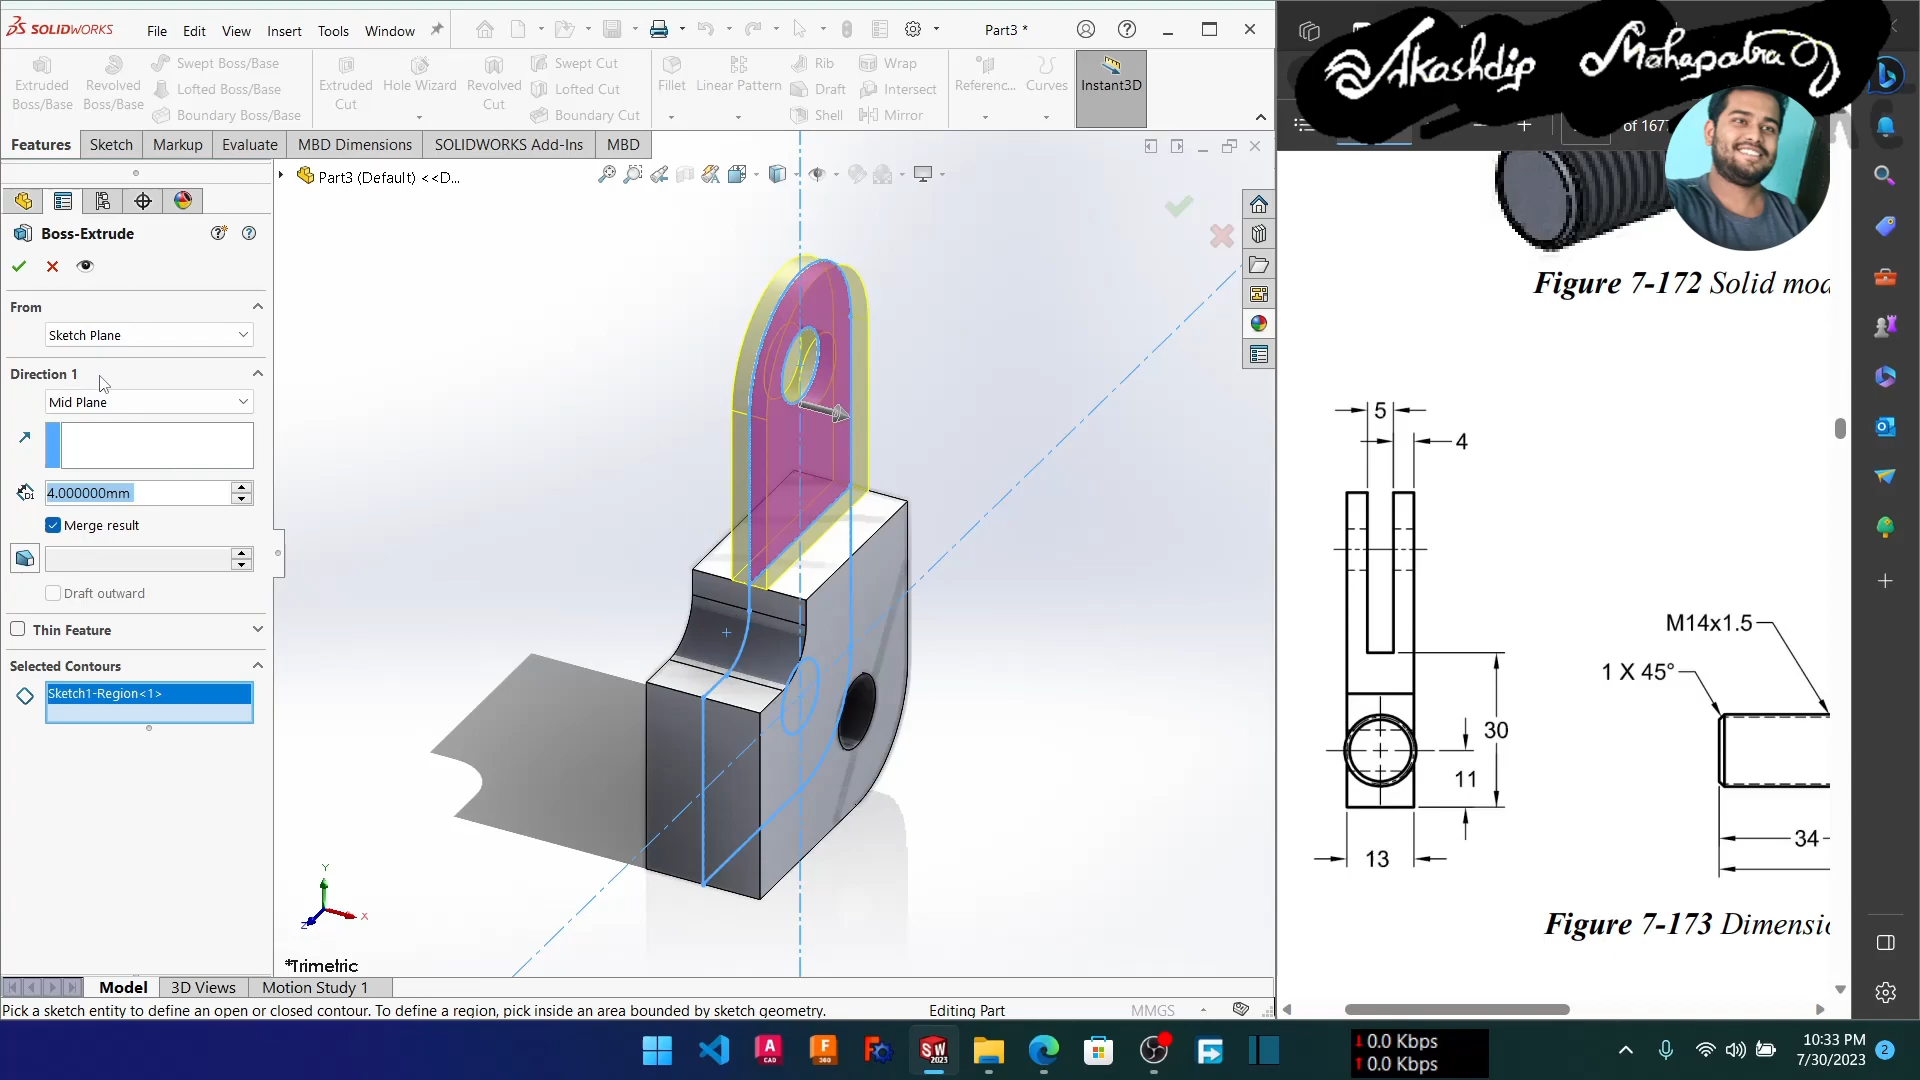 SOLIDWORKS File Edit View Insert Tools Window Part3 *
Extruded Boss/Base
Revolved Boss/Base
Swept Boss/Base
Lofted Boss/Base
Boundary Boss/Base
Extruded Cut
Hole Wizard
Revolved Cut
Swept Cut
Lofted Cut
Boundary Cut
Fillet
Linear Pattern
Rib
Draft
Shell
Wrap
Intersect
Mirror
Referenc...
Curves
Instant3D
Features Sketch Markup Evaluate MBD Dimensions SOLIDWORKS Add-Ins MBD
Part3 (Default) <<D...
Boss-Extrude
From
Sketch Plane
Direction 1
Mid Plane
D1
4.000000mm
Merge result
Draft outward
Thin Feature
Selected Contours
Sketch1-Region<1>
Y
X
Z
*Trimetric
Model 3D Views Motion Study 1
Pick a sketch entity to define an open or closed contour. To define a region, pick inside an area bounded by sketch geometry. Editing Part MMGS
Akashdip Mahapatra
of 1677
Figure 7-172 Solid mod
5
4
M14x1.5
1 X 45°
30
11
13
34
Figure 7-173 Dimensio
0.0 Kbps
0.0 Kbps
10:33 PM
7/30/2023
2